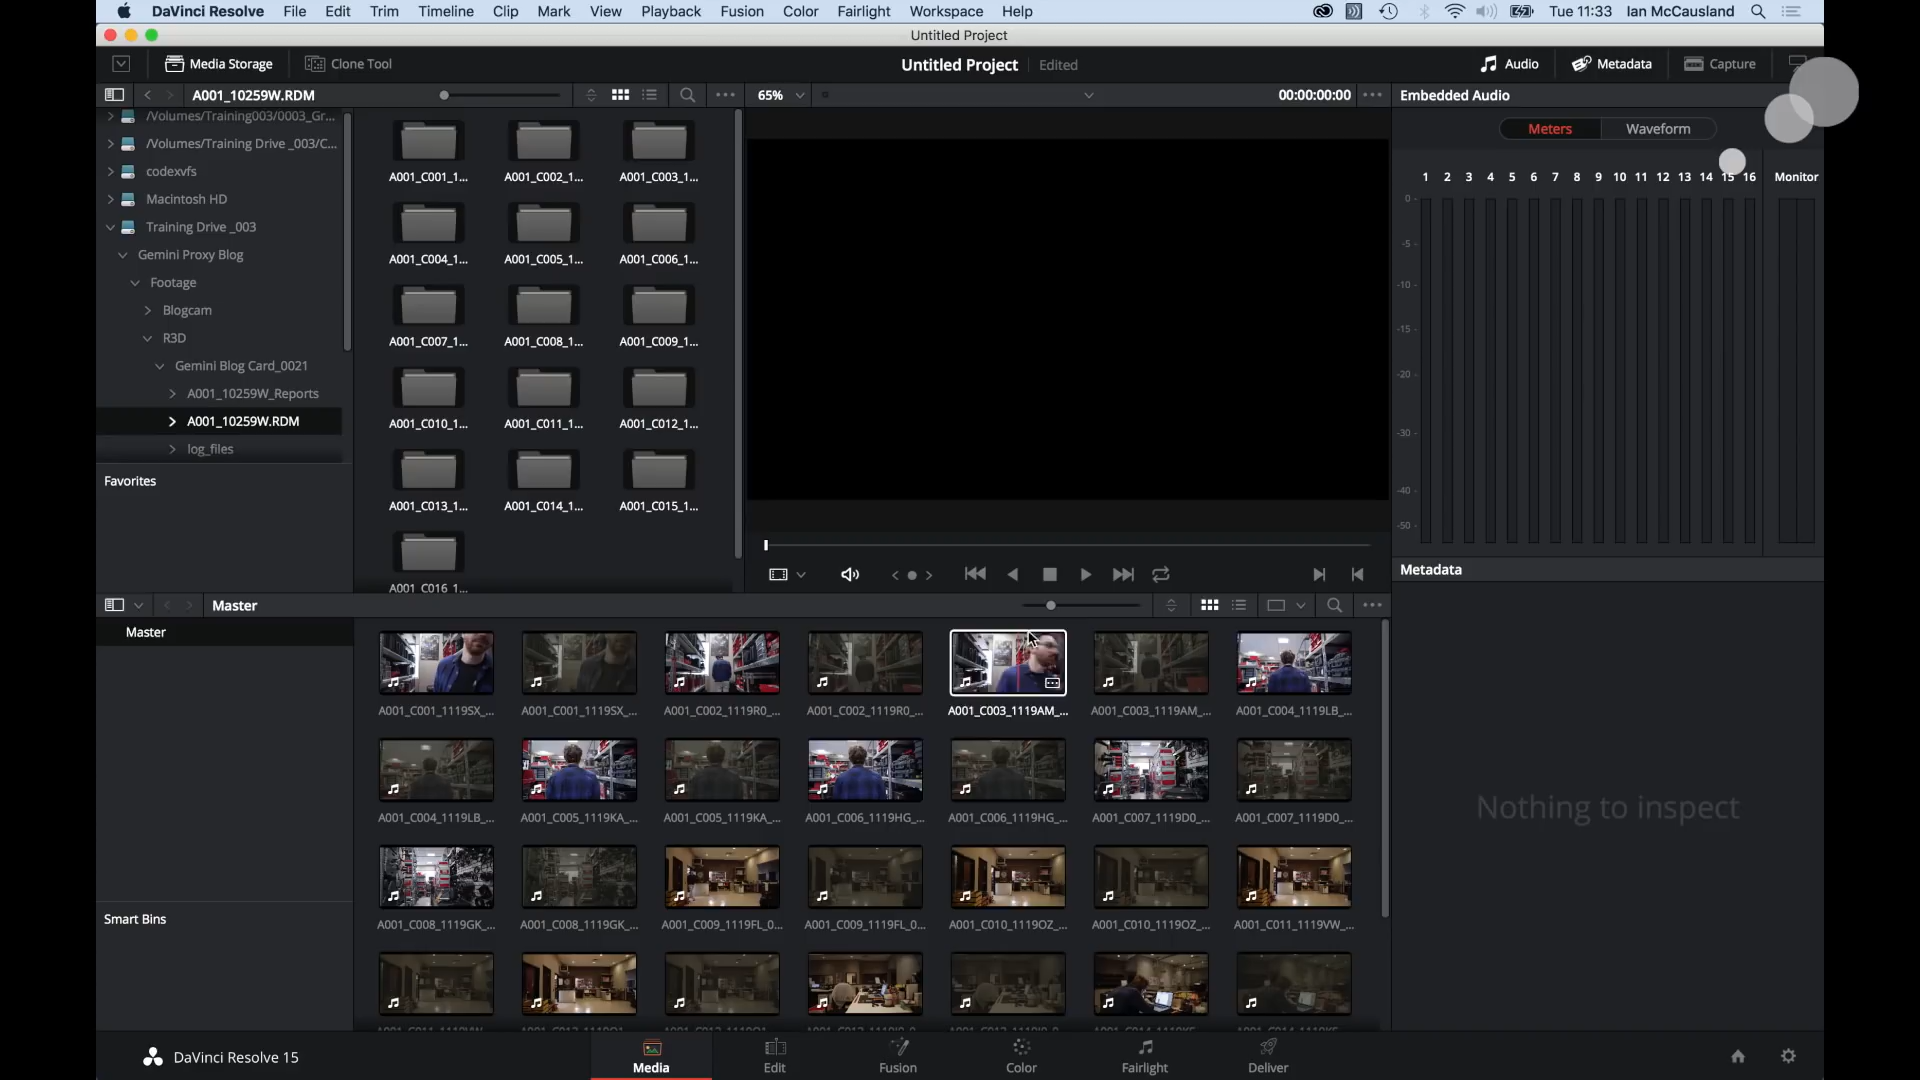 DaVinci Resolve File Edit Trim Timeline Clip Mark View Playback Fusion Color Fairlight Workspace Help Tue 11:33 Ian McCausland
Untitled Project
Media Storage Clone Tool Untitled Project Edited Audio Metadata Capture
A001_10259W.RDM 65% 00:00:00:00 Embedded Audio
/Volumes/Training003/0003_Gr...
/Volumes/Training Drive _003/C...
codexvfs
Macintosh HD
Training Drive _003
Gemini Proxy Blog
Footage
Blogcam
R3D
Gemini Blog Card_0021
A001_10259W_Reports
A001_10259W.RDM
log_files
Favorites
A001_C001_1... A001_C002_1... A001_C003_1...
A001_C004_1... A001_C005_1... A001_C006_1...
A001_C007_1... A001_C008_1... A001_C009_1...
A001_C010_1... A001_C011_1... A001_C012_1...
A001_C013_1... A001_C014_1... A001_C015_1...
A001_C016_1...
Meters Waveform
1 2 3 4 5 6 7 8 9 10 11 12 13 14 15 16 Monitor
0
-5
-10
-15
-20
-30
-40
-50
Metadata
Nothing to inspect
Master
Master
Smart Bins
A001_C001_1119SX_... A001_C001_1119SX_... A001_C002_1119R0_... A001_C002_1119R0_... A001_C003_1119AM_... A001_C003_1119AM_... A001_C004_1119LB_...
A001_C004_1119LB_... A001_C005_1119KA_... A001_C005_1119KA_... A001_C006_1119HG_... A001_C006_1119HG_... A001_C007_1119D0_... A001_C007_1119D0_...
A001_C008_1119GK_... A001_C008_1119GK_... A001_C009_1119FL_0... A001_C009_1119FL_0... A001_C010_1119OZ_... A001_C010_1119OZ_... A001_C011_1119VW_...
DaVinci Resolve 15 Media Edit Fusion Color Fairlight Deliver